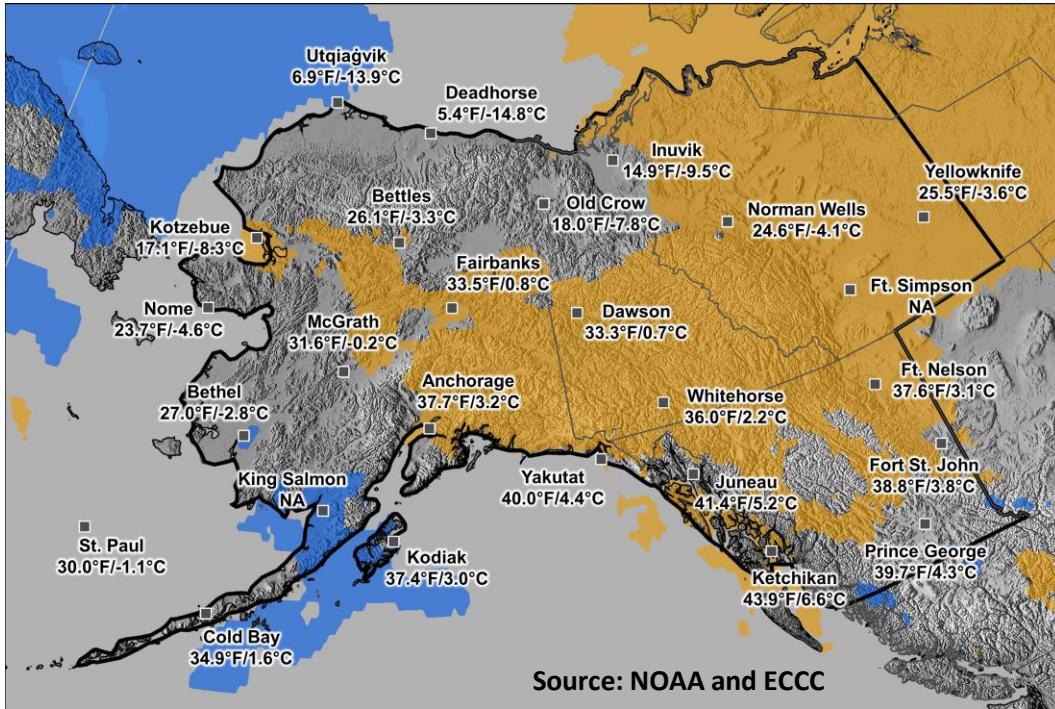 Utqiaġvik
6.9°F/-13.9°C
Deadhorse
5.4°F/-14.8°C
Inuvik
14.9°F/-9.5°C
Yellowknife
25.5°F/-3.6°C
Bettles
26.1°F/-3.3°C
Old Crow
18.0°F/-7.8°C
Norman Wells
24.6°F/-4.1°C
Kotzebue
17.1°F/-8.3°C
Fairbanks
33.5°F/0.8°C
Ft. Simpson
NA
Nome
23.7°F/-4.6°C
McGrath
31.6°F/-0.2°C
Dawson
33.3°F/0.7°C
Anchorage
37.7°F/3.2°C
Ft. Nelson
37.6°F/3.1°C
Bethel
27.0°F/-2.8°C
Whitehorse
36.0°F/2.2°C
King Salmon
NA
Yakutat
40.0°F/4.4°C
Juneau
41.4°F/5.2°C
Fort St. John
38.8°F/3.8°C
St. Paul
30.0°F/-1.1°C
Kodiak
37.4°F/3.0°C
Ketchikan
43.9°F/6.6°C
Prince George
39.7°F/4.3°C
Cold Bay
34.9°F/1.6°C
Source: NOAA and ECCC